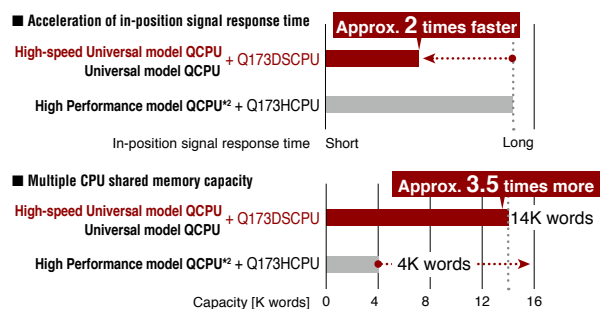 ■ Acceleration of in-position signal response time
Approx. 2 times faster
High-speed Universal model QCPU
Universal model QCPU
+ Q173DSCPU
High Performance model QCPU*2 + Q173HCPU
In-position signal response time Short Long
■ Multiple CPU shared memory capacity
Approx. 3.5 times more
High-speed Universal model QCPU
Universal model QCPU
+ Q173DSCPU
14K words
High Performance model QCPU*2 + Q173HCPU
4K words
Capacity [K words] 0 4 8 12 14 16